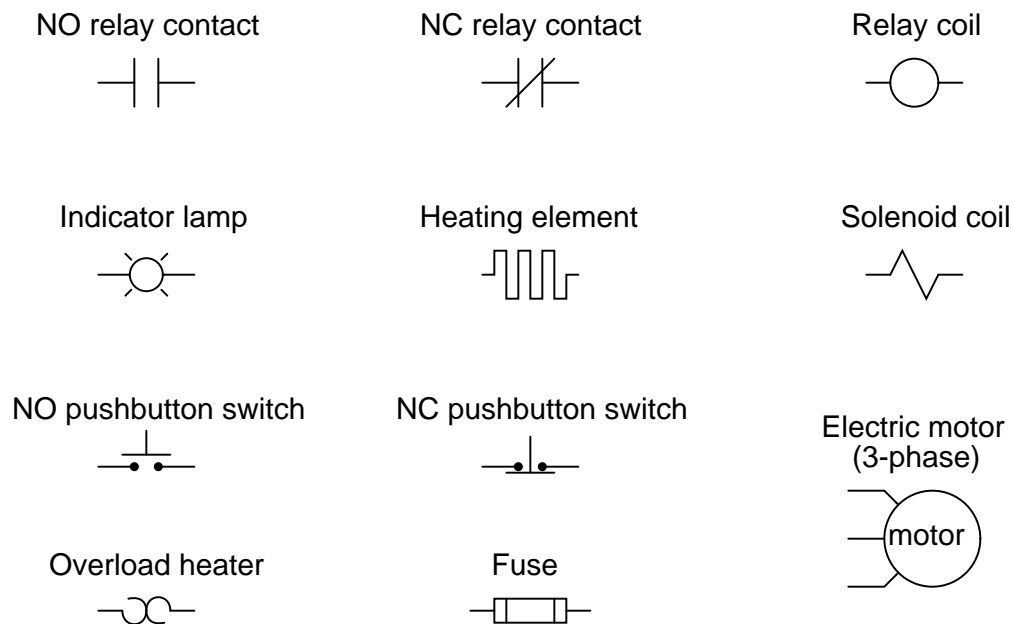 NO relay contact
NC relay contact
Relay coil
Indicator lamp
Heating element
Solenoid coil
NO pushbutton switch
NC pushbutton switch
Electric motor
(3-phase)
motor
Overload heater
Fuse